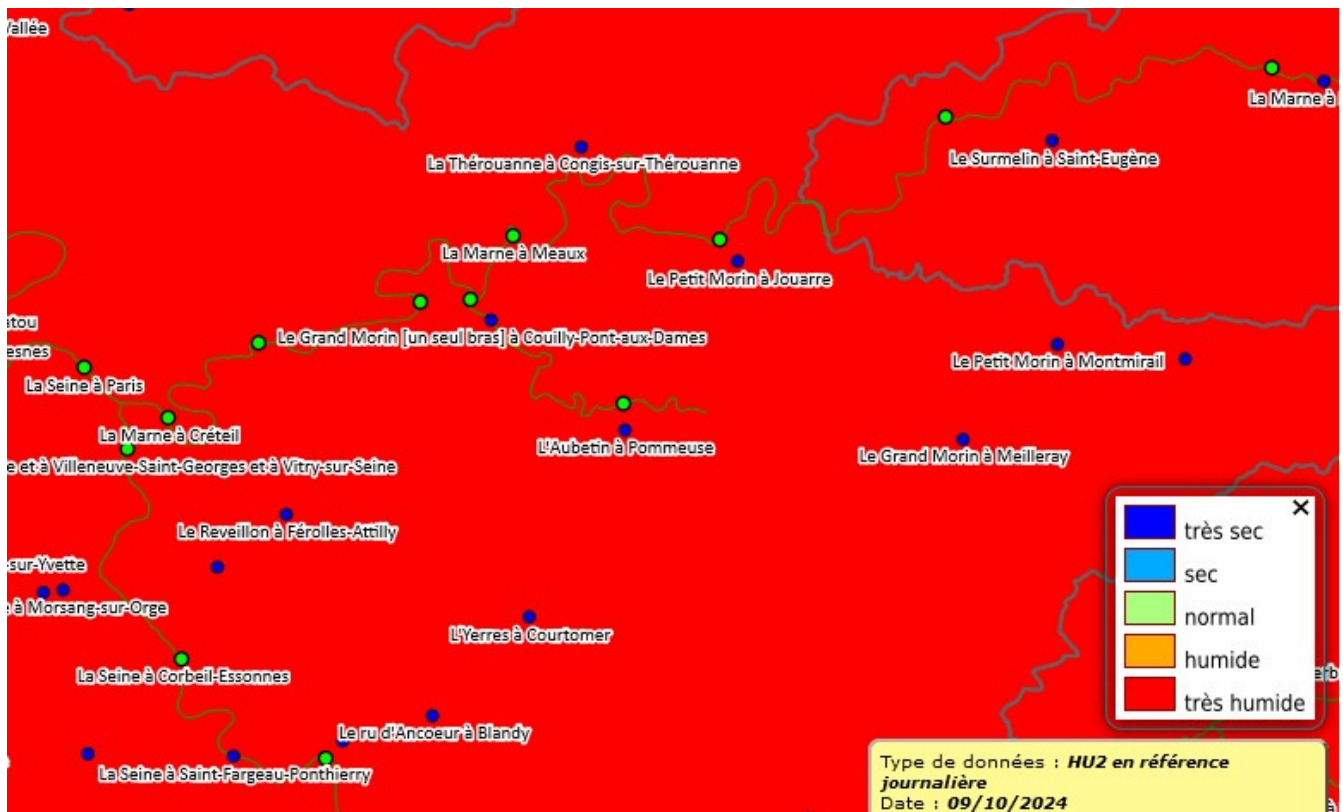 Vallée
La Marne à
Le Surmelin à Saint-Eugène
La Thérouanne à Congis-sur-Thérouanne
La Marne à Meaux
Le Petit Morin à Jouarre
atou
Le Grand Morin [un seul bras] à Couilly-Pont-aux-Dames
esnes
Le Petit Morin à Montmirail
La Seine à Paris
La Marne à Créteil
L'Aubetin à Pommeuse
Le Grand Morin à Meilleray
e et à Villeneuve-Saint-Georges et à Vitry-sur-Seine
Le Reveillon à Férolles-Attilly
-sur-Yvette
e à Morsang-sur-Orge
L'Yerres à Courtomer
La Seine à Corbeil-Essonnes
erb
Le ru d'Ancoeur à Blandy
La Seine à Saint-Fargeau-Ponthierry
très sec
sec
normal
humide
très humide
Type de données : HU2 en référence
journalière
Date : 09/10/2024